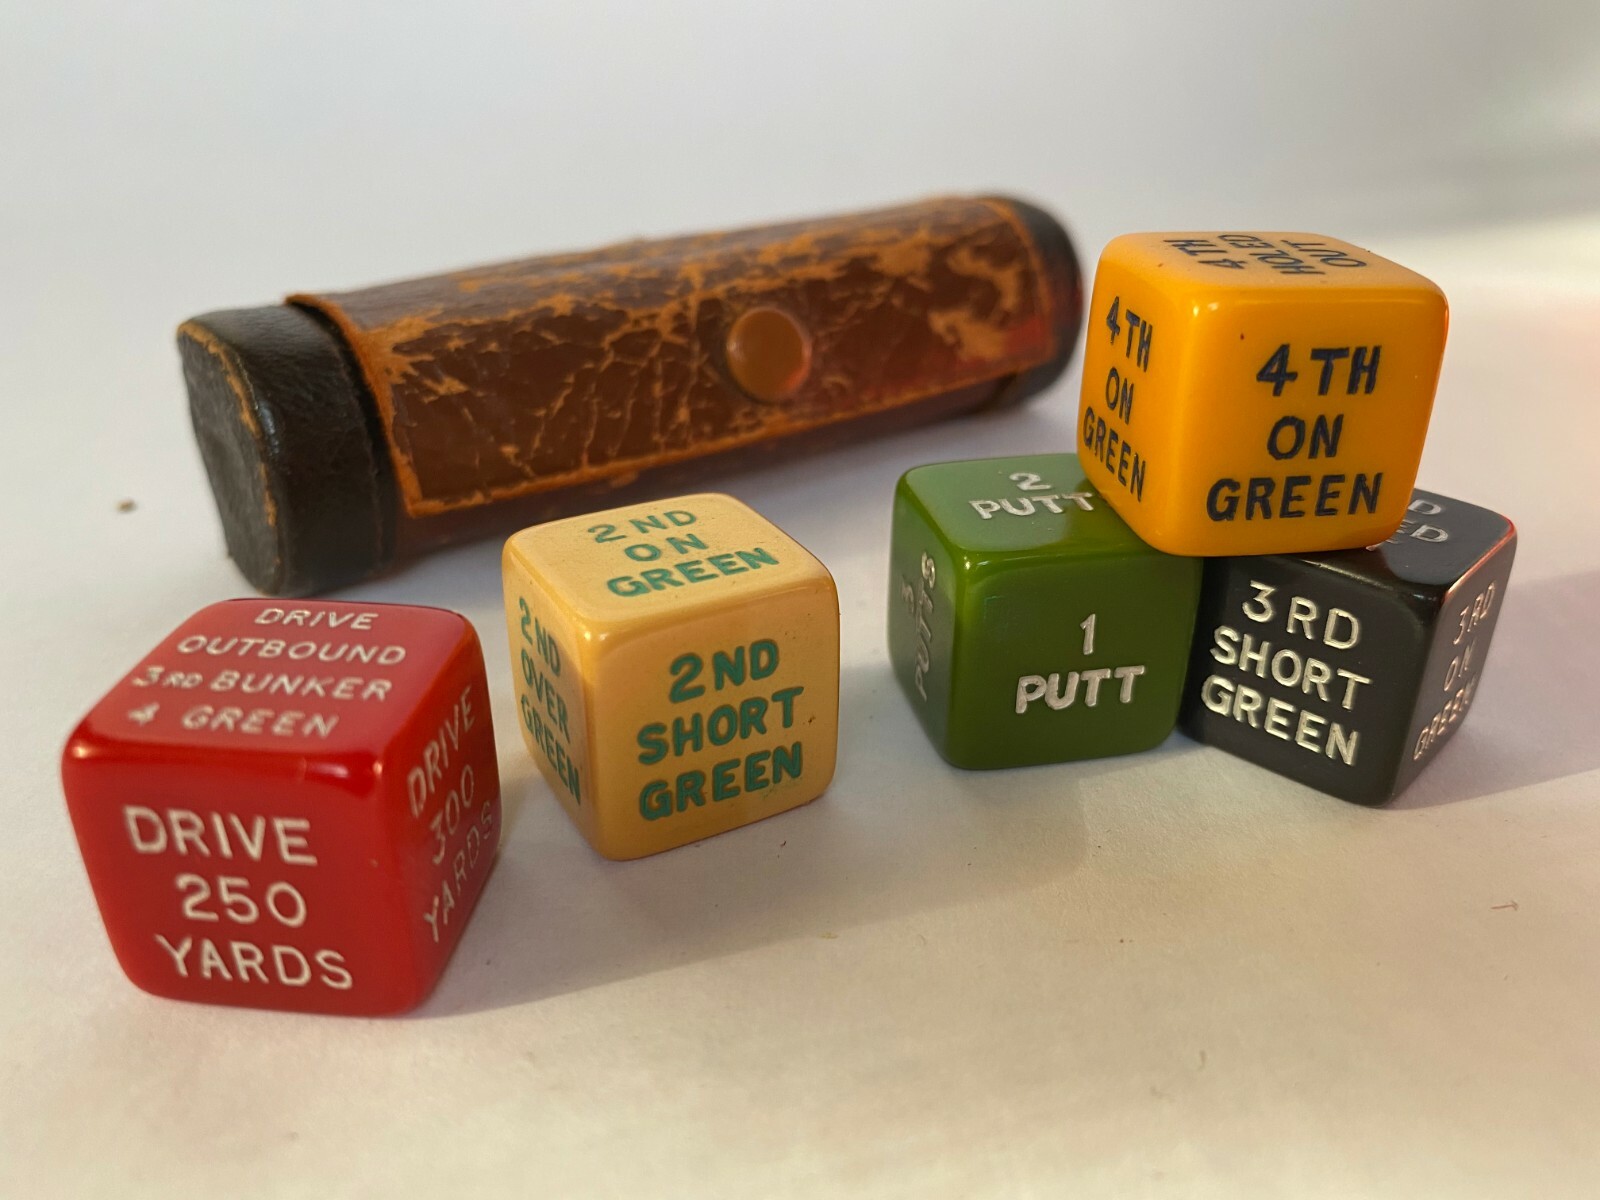 DRIVE
OUTBOUND
3RD BUNKER
4 GREEN
DRIVE
250
YARDS
DRIVE
300
YARDS
2ND
ON
GREEN
2ND
OVER
GREEN
2ND
SHORT
GREEN
2
PUTT
3
PUTTS
1
PUTT
4TH
HOLED
OUT
4TH
ON
GREEN
4TH
ON
GREEN
3RD
SHORT
GREEN
3RD
ON
GREEN